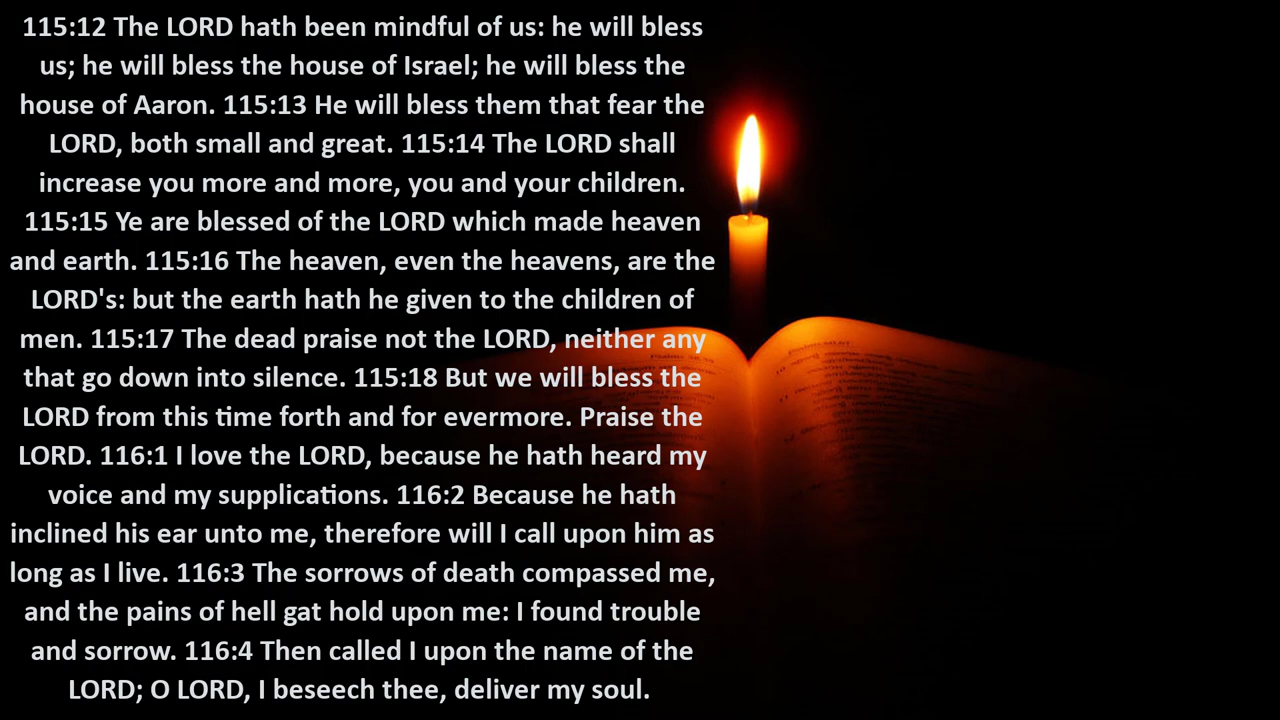 115:12 The LORD hath been mindful of us: he will bless
us; he will bless the house of Israel; he will bless the
house of Aaron. 115:13 He will bless them that fear the
LORD, both small and great. 115:14 The LORD shall
increase you more and more, you and your children.
115:15 Ye are blessed of the LORD which made heaven
and earth. 115:16 The heaven, even the heavens, are the
LORD's: but the earth hath he given to the children of
men. 115:17 The dead praise not the LORD, neither any
that go down into silence. 115:18 But we will bless the
LORD from this time forth and for evermore. Praise the
LORD. 116:1 I love the LORD, because he hath heard my
voice and my supplications. 116:2 Because he hath
inclined his ear unto me, therefore will I call upon him as
long as I live. 116:3 The sorrows of death compassed me,
and the pains of hell gat hold upon me: I found trouble
and sorrow. 116:4 Then called I upon the name of the
LORD; O LORD, I beseech thee, deliver my soul.